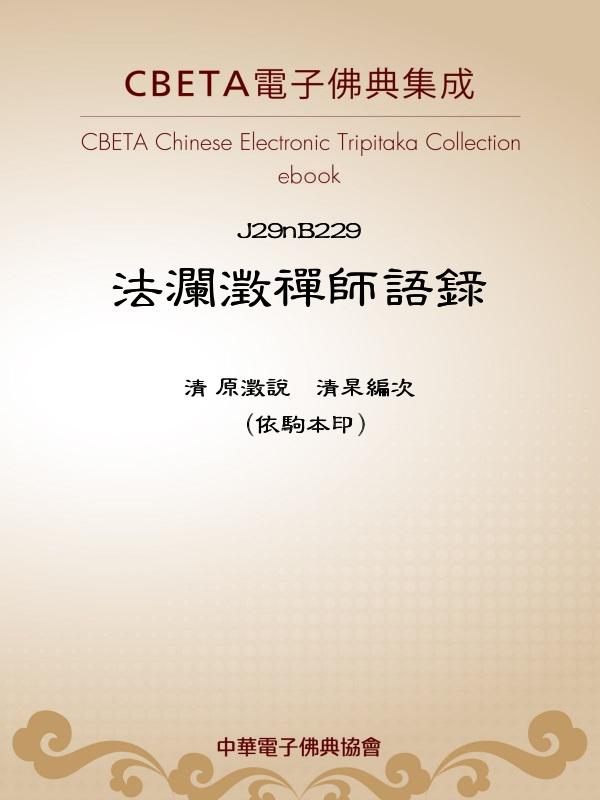 CBETA電子佛典集成
CBETA Chinese Electronic Tripitaka Collection
ebook
J29nB229
法瀾澂禪師語錄
清 原澂說　清杲編次
（依駒本印）
中華電子佛典協會